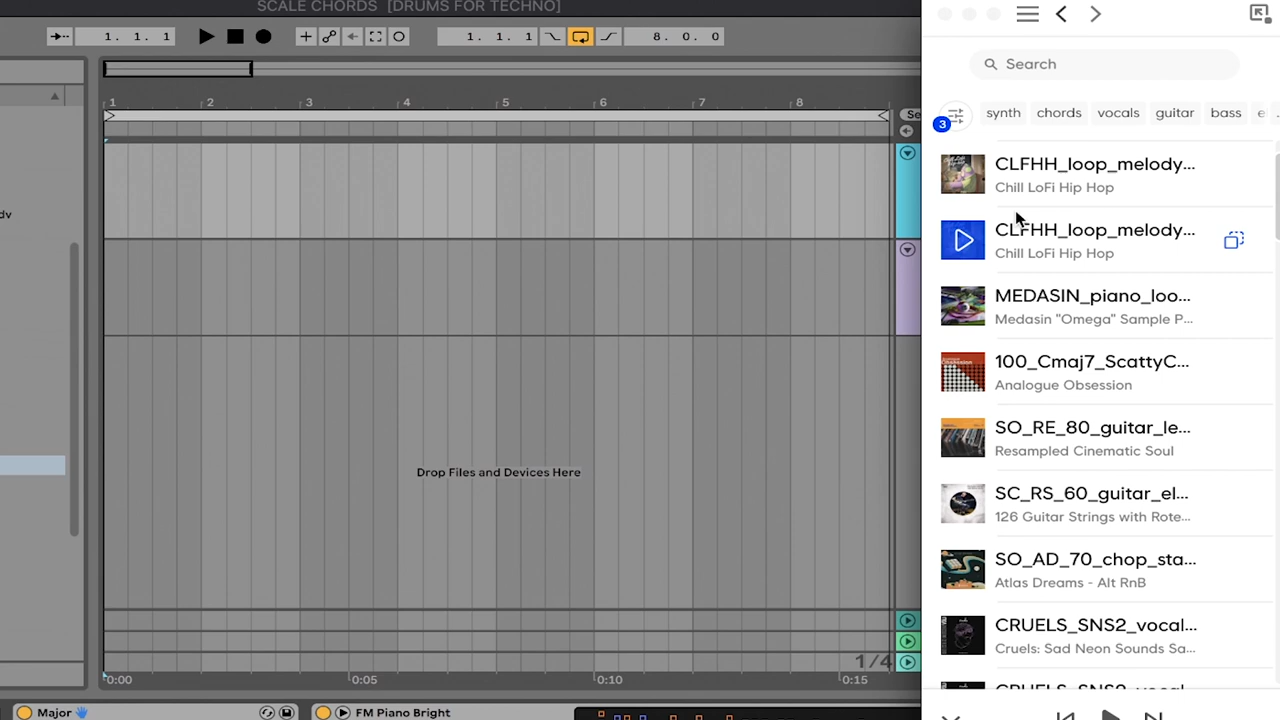 SCALE CHORDS [DRUMS FOR TECHNO]
1. 1. 1
1. 1. 1
8. 0. 0
Search
3
synth
chords
vocals
guitar
bass
e
1
2
3
4
5
6
7
8
Se
dv
CLFHH_loop_melody...
Chill LoFi Hip Hop
CLFHH_loop_melody...
Chill LoFi Hip Hop
MEDASIN_piano_loo...
Medasin "Omega" Sample P...
100_Cmaj7_ScattyC...
Analogue Obsession
SO_RE_80_guitar_le...
Resampled Cinematic Soul
SC_RS_60_guitar_el...
126 Guitar Strings with Rote...
SO_AD_70_chop_sta...
Atlas Dreams - Alt RnB
CRUELS_SNS2_vocal...
Cruels: Sad Neon Sounds Sa...
CRUELS_SNS2_vocal...
Drop Files and Devices Here
1/4
0:00
0:05
0:10
0:15
Major
FM Piano Bright